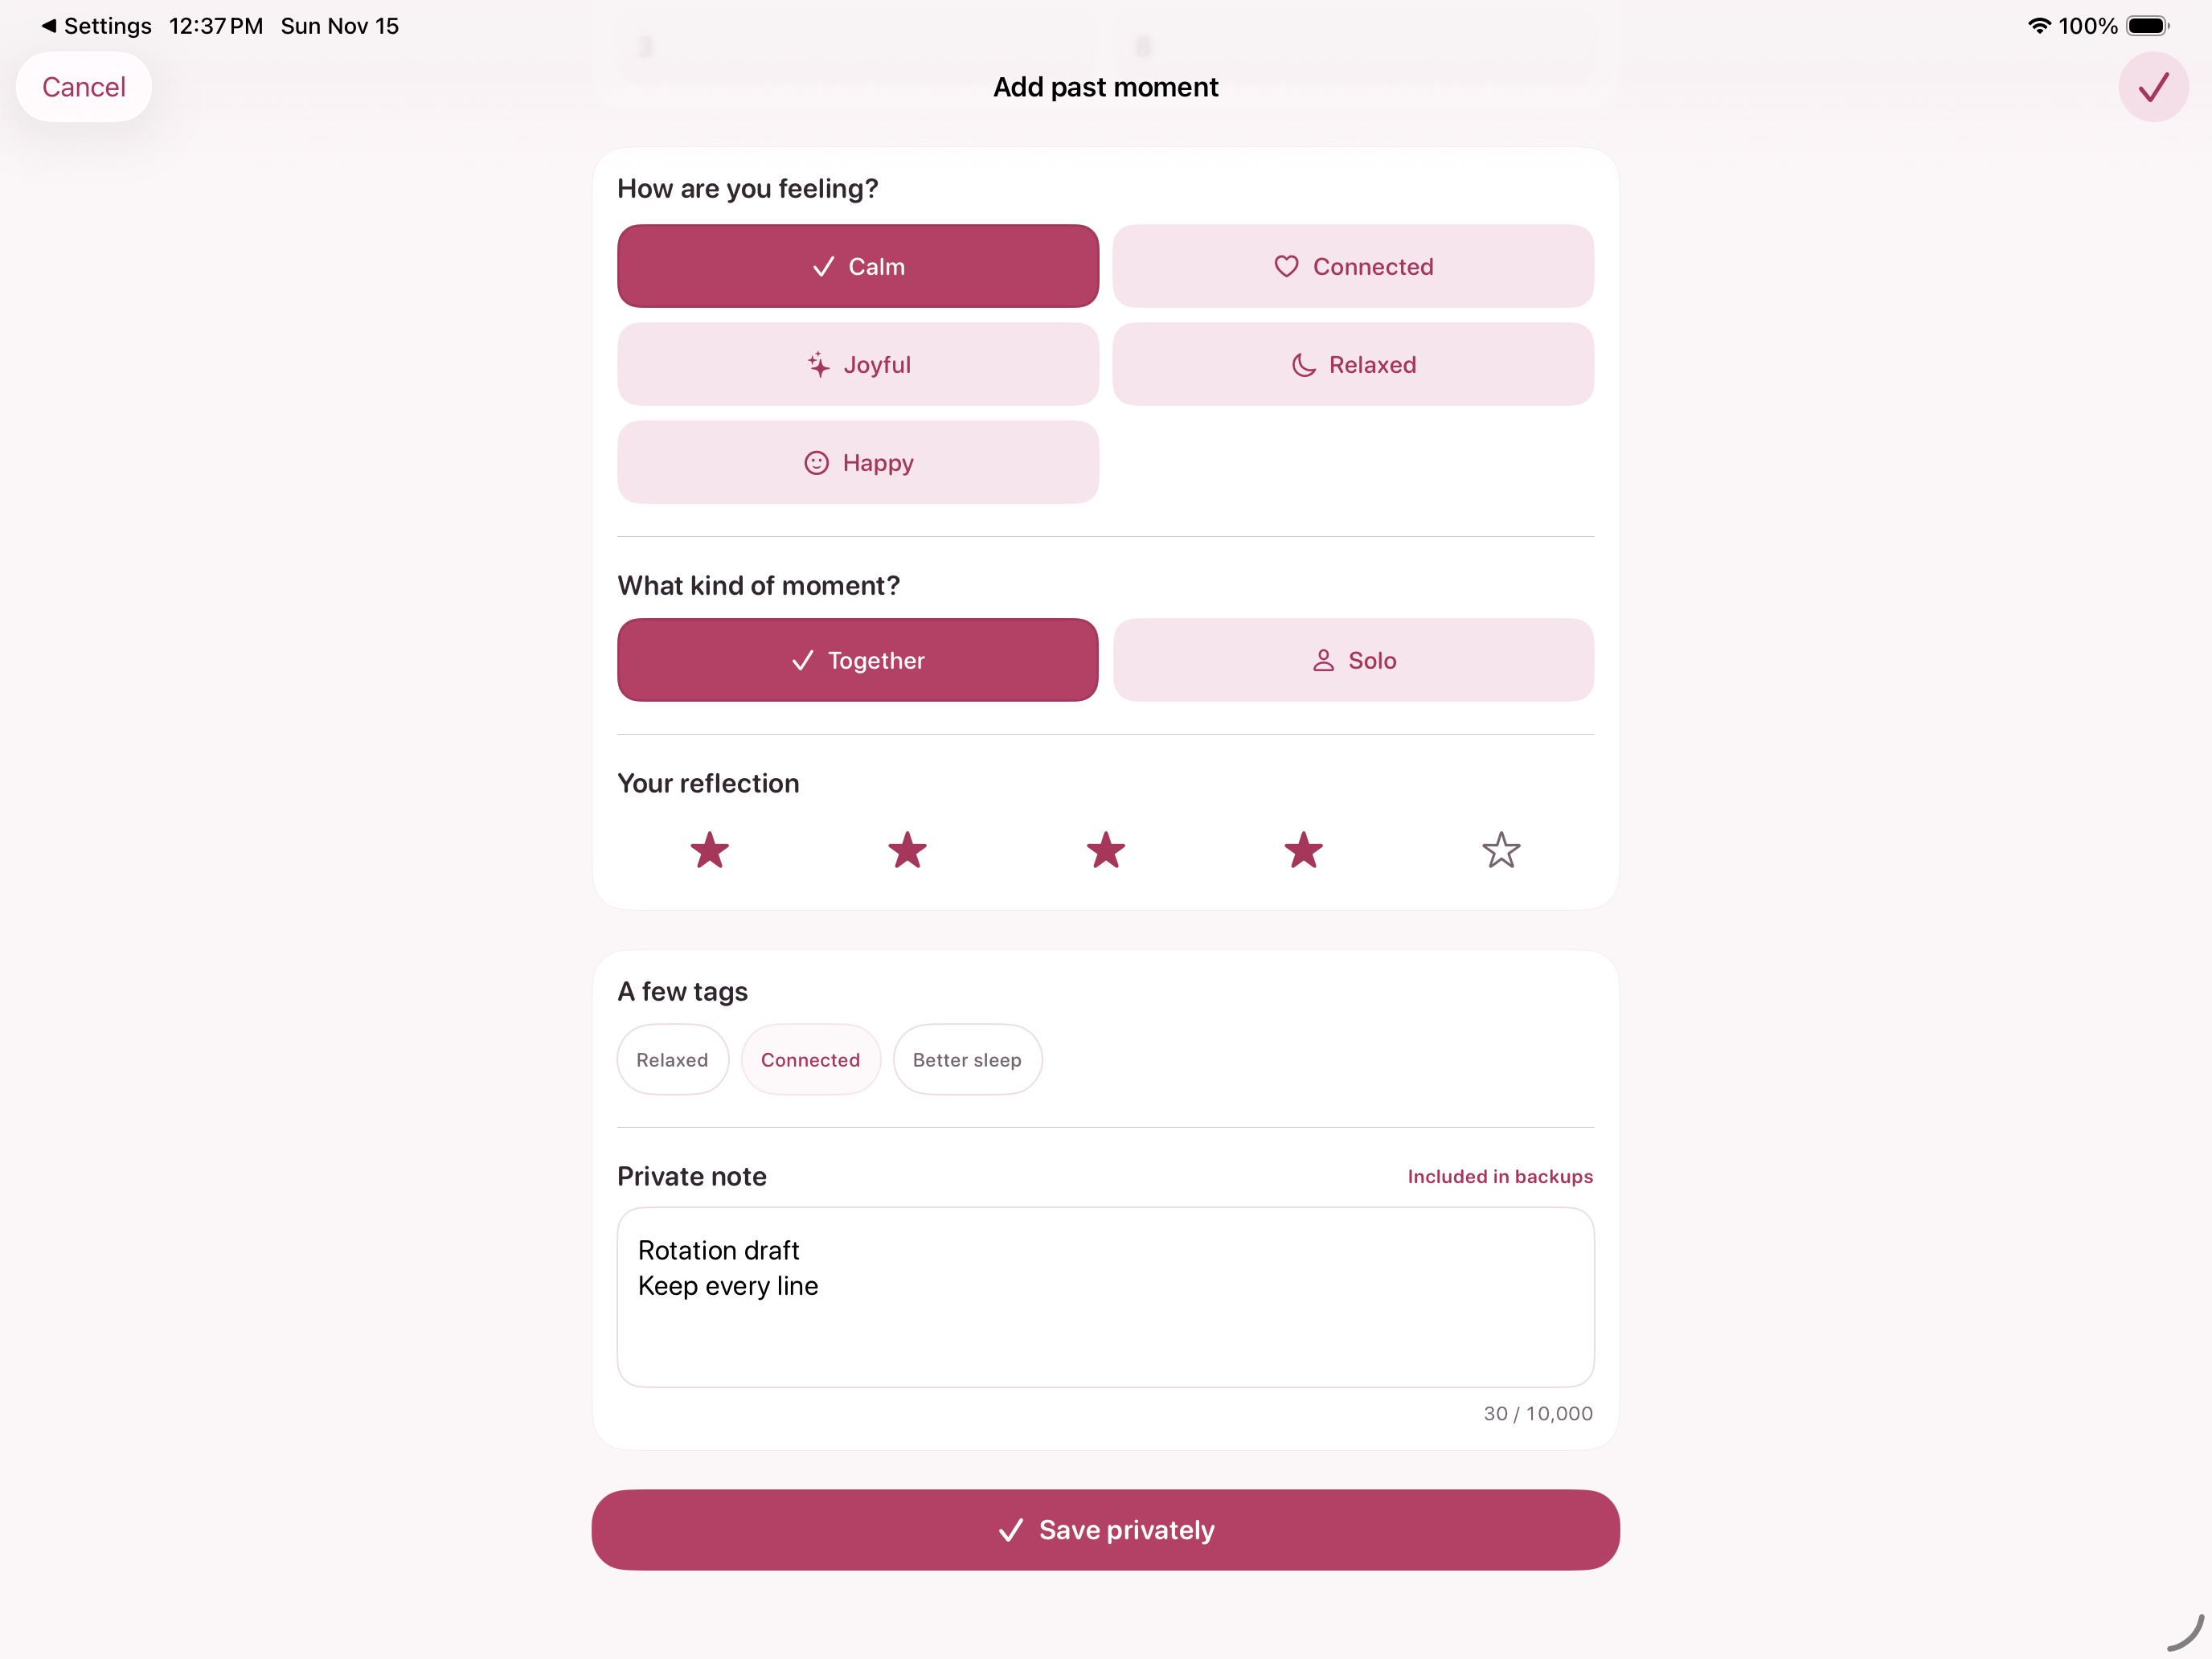 Settings 12:37 PM Sun Nov 15 100%
Cancel Add past moment
How are you feeling?
Calm Connected
Joyful Relaxed
Happy
What kind of moment?
Together Solo
Your reflection
A few tags
Relaxed Connected Better sleep
Private note Included in backups
Rotation draft
Keep every line
30 / 10,000
Save privately